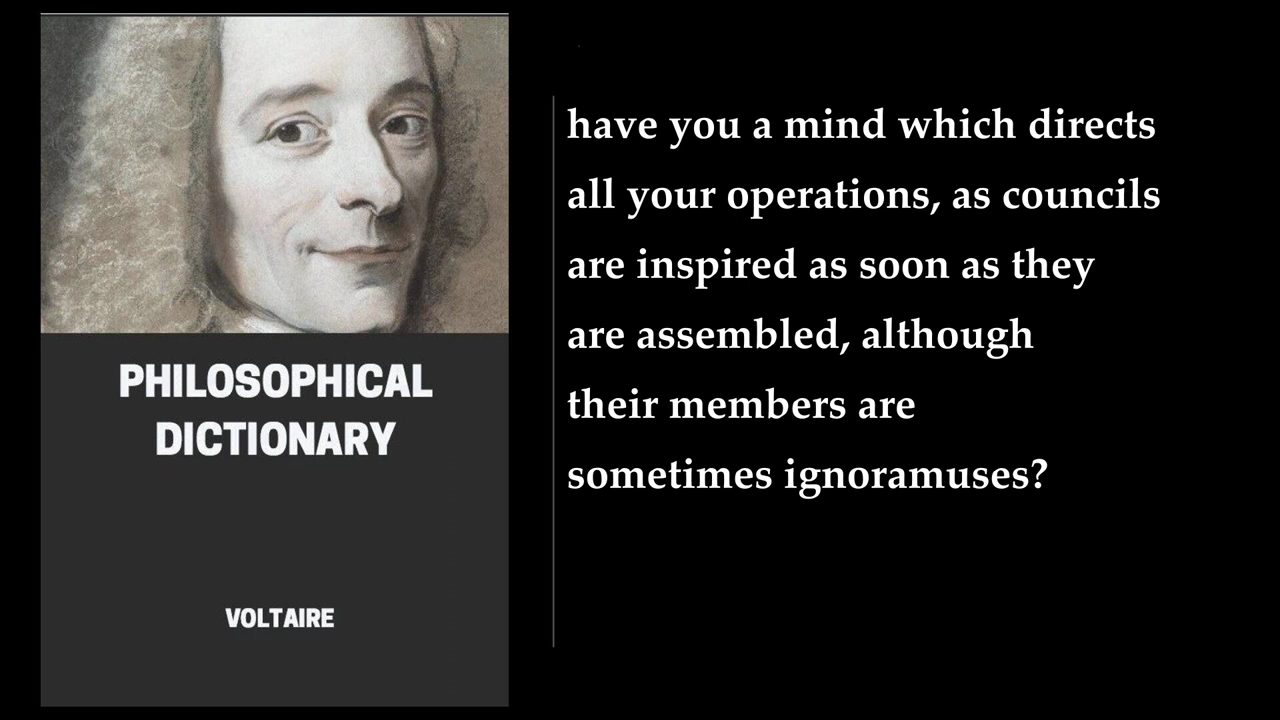 PHILOSOPHICAL
DICTIONARY
VOLTAIRE
have you a mind which directs
all your operations, as councils
are inspired as soon as they
are assembled, although
their members are
sometimes ignoramuses?